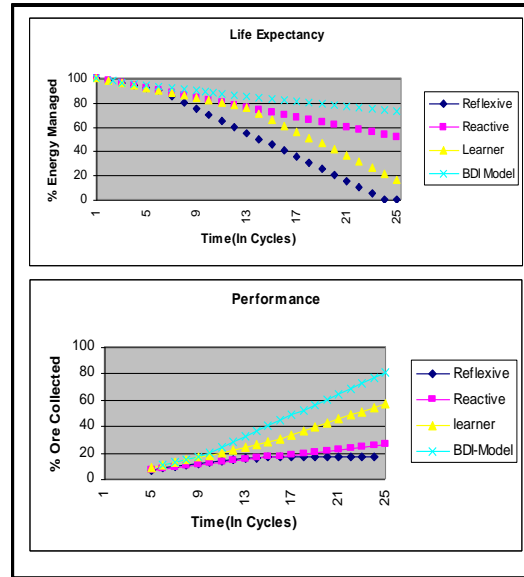 Life Expectancy
% Energy Managed
100
80
60
40
20
0
1
5
9
13
17
21
25
Time(In Cycles)
Reflexive
Reactive
Learner
BDI Model
Performance
% Ore Collected
100
80
60
40
20
0
1
5
9
13
17
21
25
Time(In Cycles)
Reflexive
Reactive
learner
BDI-Model